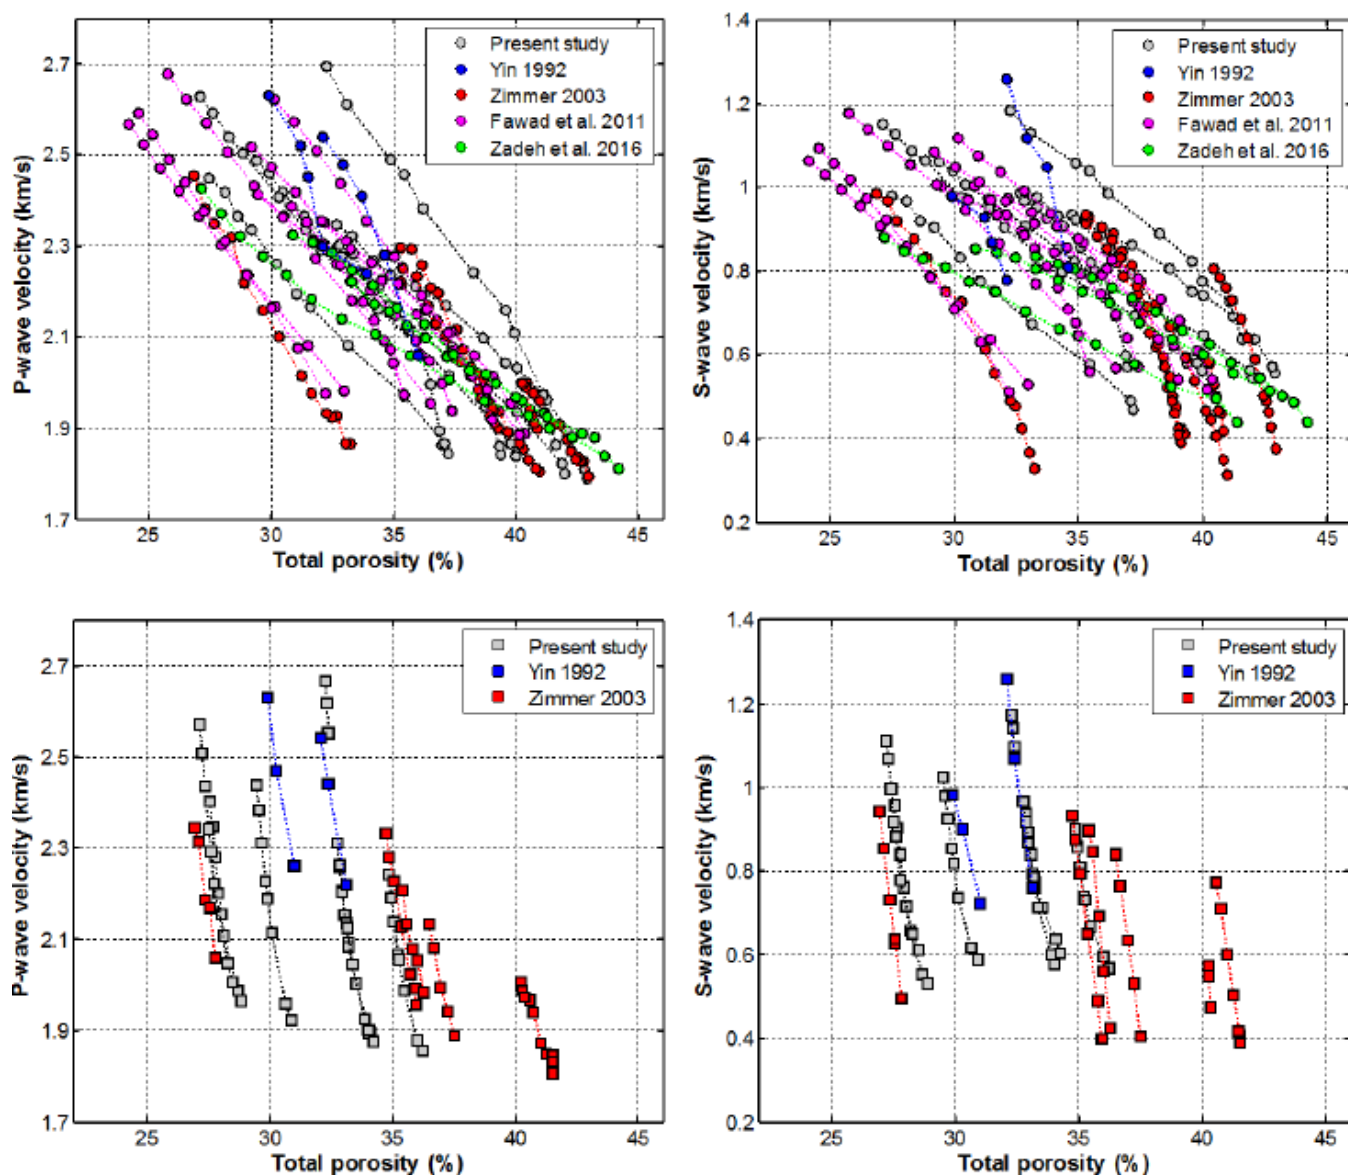 P-wave velocity (km/s)
2.7
2.5
2.3
2.1
1.9
1.7
Present study
Yin 1992
Zimmer 2003
Fawad et al. 2011
Zadeh et al. 2016
25 30 35 40 45
Total porosity (%)
S-wave velocity (km/s)
1.4
1.2
1
0.8
0.6
0.4
0.2
Present study
Yin 1992
Zimmer 2003
Fawad et al. 2011
Zadeh et al. 2016
25 30 35 40 45
Total porosity (%)
P-wave velocity (km/s)
2.7
2.5
2.3
2.1
1.9
1.7
Present study
Yin 1992
Zimmer 2003
25 30 35 40 45
Total porosity (%)
S-wave velocity (km/s)
1.4
1.2
1
0.8
0.6
0.4
0.2
Present study
Yin 1992
Zimmer 2003
25 30 35 40 45
Total porosity (%)